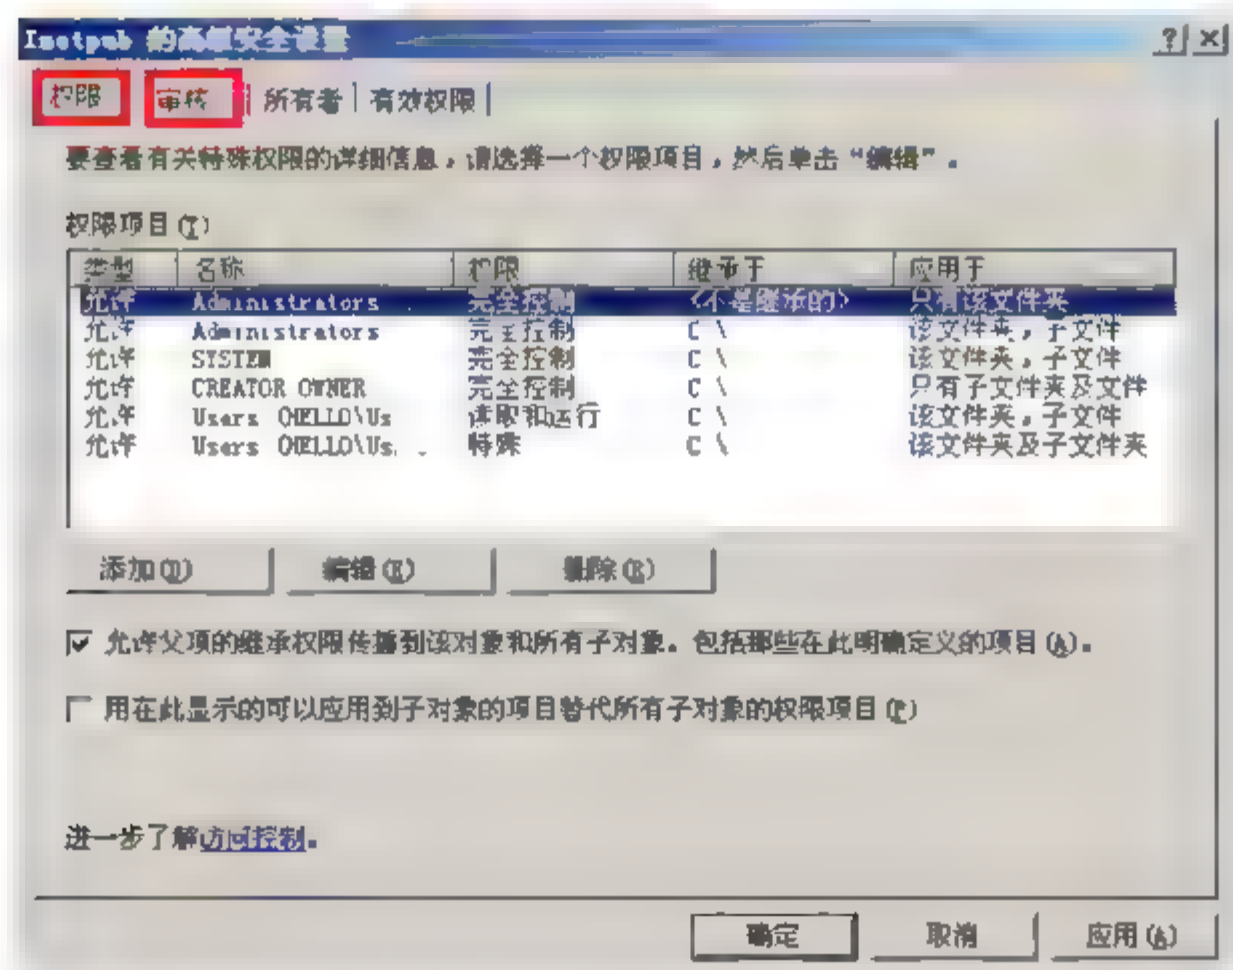 Inetpub 的高级安全设置
权限 审核 所有者 有效权限
要查看有关特殊权限的详细信息，请选择一个权限项目，然后单击“编辑”。
权限项目(T)
类型 名称 权限 继承于 应用于
允许 Administrators 完全控制 <不是继承的> 只有该文件夹
允许 Administrators 完全控制 C \ 该文件夹，子文件
允许 SYSTEM 完全控制 C \ 该文件夹，子文件
允许 CREATOR OWNER 完全控制 C \ 只有子文件夹及文件
允许 Users (HELLO\Us 读取和运行 C \ 该文件夹，子文件
允许 Users (HELLO\Us. . 特殊 C \ 该文件夹及子文件夹
添加(D) 编辑(E) 删除(R)
允许父项的继承权限传播到该对象和所有子对象。包括那些在此明确定义的项目(A)。
用在此显示的可以应用到子对象的项目替代所有子对象的权限项目(P)
进一步了解访问控制。
确定 取消 应用(A)